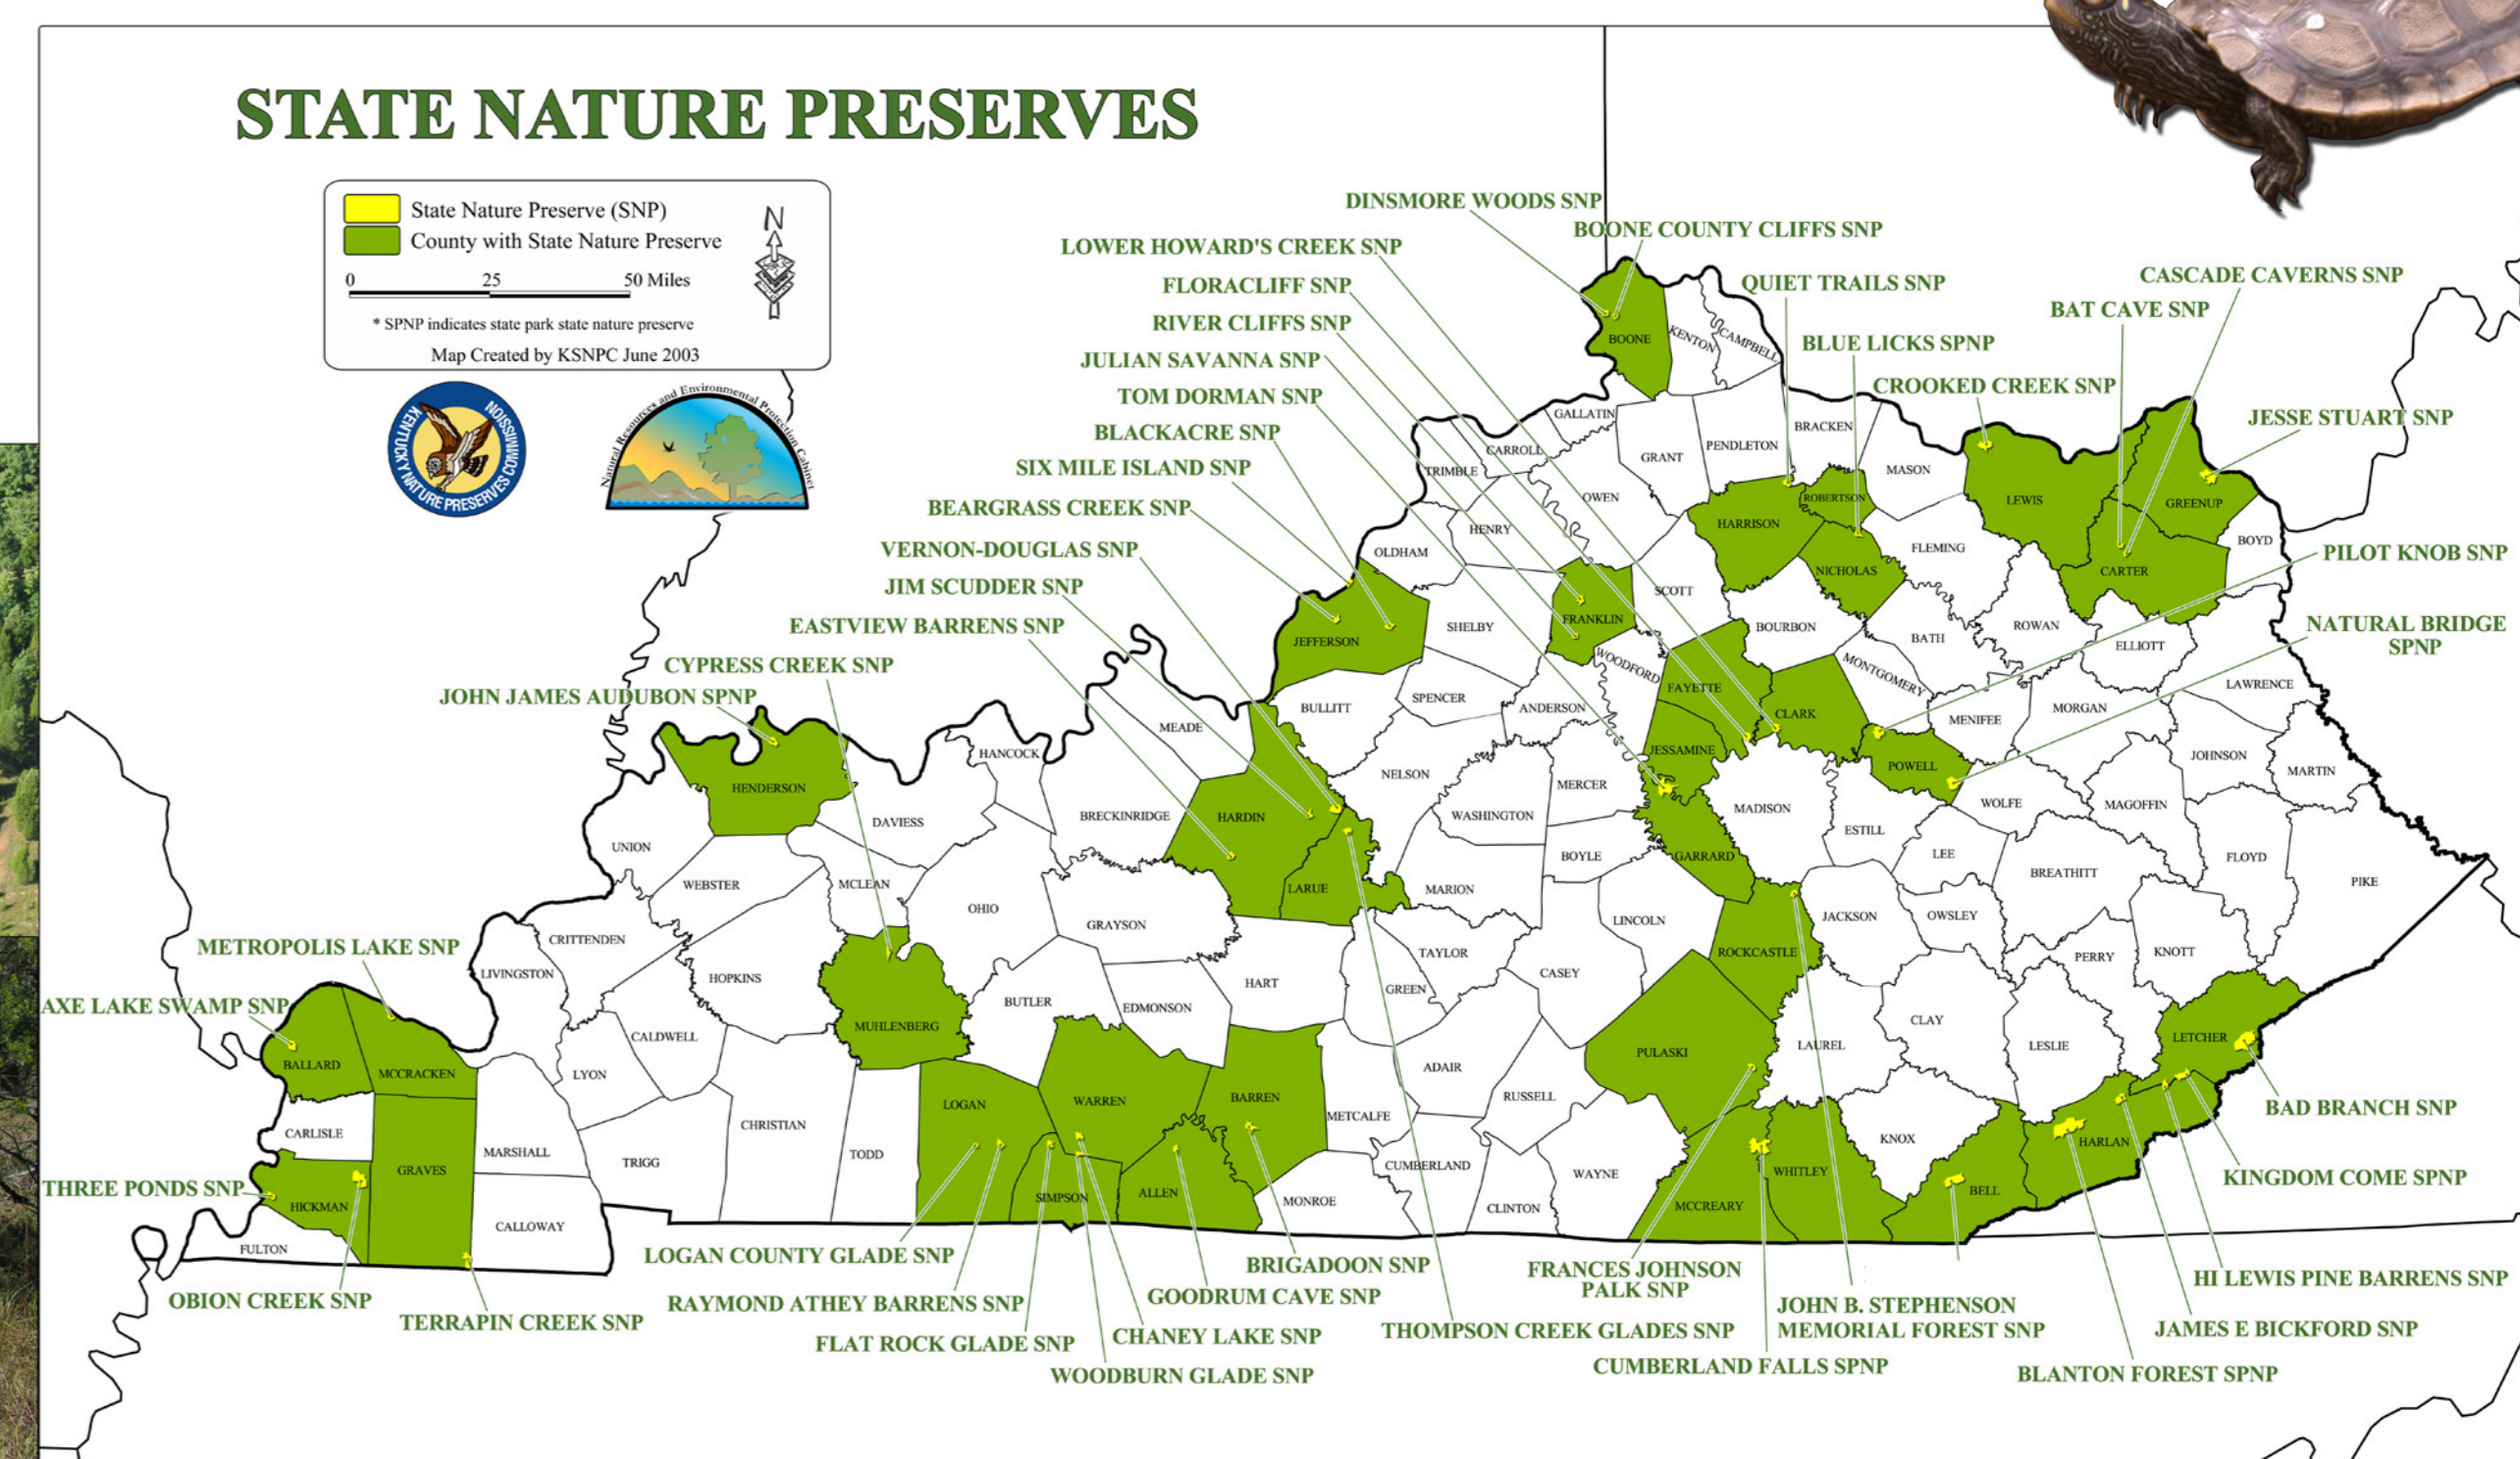 STATE NATURE PRESERVES
State Nature Preserve (SNP)
County with State Nature Preserve
0 25 50 Miles
* SPNP indicates state park state nature preserve
Map Created by KSNPC June 2003
N
KENTUCKY NATURE PRESERVES COMMISSION
Natural Resources and Environmental Protection Cabinet
DINSMORE WOODS SNP
BOONE COUNTY CLIFFS SNP
LOWER HOWARD'S CREEK SNP
FLORACLIFF SNP
RIVER CLIFFS SNP
JULIAN SAVANNA SNP
TOM DORMAN SNP
BLACKACRE SNP
SIX MILE ISLAND SNP
BEARGRASS CREEK SNP
VERNON-DOUGLAS SNP
JIM SCUDDER SNP
EASTVIEW BARRENS SNP
CYPRESS CREEK SNP
JOHN JAMES AUDUBON SPNP
METROPOLIS LAKE SNP
AXE LAKE SWAMP SNP
THREE PONDS SNP
OBION CREEK SNP
TERRAPIN CREEK SNP
QUIET TRAILS SNP
CASCADE CAVERNS SNP
BAT CAVE SNP
BLUE LICKS SPNP
CROOKED CREEK SNP
JESSE STUART SNP
PILOT KNOB SNP
NATURAL BRIDGE
SPNP
BAD BRANCH SNP
KINGDOM COME SPNP
HI LEWIS PINE BARRENS SNP
JAMES E BICKFORD SNP
BLANTON FOREST SPNP
LOGAN COUNTY GLADE SNP
RAYMOND ATHEY BARRENS SNP
FLAT ROCK GLADE SNP
WOODBURN GLADE SNP
CHANEY LAKE SNP
GOODRUM CAVE SNP
BRIGADOON SNP
THOMPSON CREEK GLADES SNP
FRANCES JOHNSON
PALK SNP
JOHN B. STEPHENSON
MEMORIAL FOREST SNP
CUMBERLAND FALLS SPNP
BOONE
KENTON
CAMPBELL
GALLATIN
CARROLL
TRIMBLE
GRANT
PENDLETON
BRACKEN
MASON
OWEN
HENRY
OLDHAM
HARRISON
ROBERTSON
LEWIS
GREENUP
BOYD
FLEMING
NICHOLAS
CARTER
SCOTT
FRANKLIN
SHELBY
JEFFERSON
BOURBON
BATH
ROWAN
ELLIOTT
WOODFORD
FAYETTE
MONTGOMERY
LAWRENCE
SPENCER
BULLITT
ANDERSON
CLARK
MENIFEE
MORGAN
MEADE
HANCOCK
JESSAMINE
POWELL
JOHNSON
MARTIN
NELSON
MERCER
HENDERSON
DAVIESS
BRECKINRIDGE
HARDIN
WASHINGTON
MADISON
ESTILL
WOLFE
MAGOFFIN
UNION
WEBSTER
MCLEAN
OHIO
GRAYSON
LARUE
MARION
BOYLE
GARRARD
LEE
BREATHITT
FLOYD
PIKE
LINCOLN
JACKSON
OWSLEY
CRITTENDEN
LIVINGSTON
HOPKINS
HART
TAYLOR
GREEN
CASEY
ROCKCASTLE
PERRY
KNOTT
BUTLER
EDMONSON
MUHLENBERG
CALDWELL
LYON
BALLARD
MCCRACKEN
PULASKI
LAUREL
CLAY
LESLIE
LETCHER
ADAIR
RUSSELL
LOGAN
WARREN
BARREN
METCALFE
CARLISLE
CHRISTIAN
TODD
TRIGG
MARSHALL
GRAVES
KNOX
HARLAN
HICKMAN
SIMPSON
ALLEN
MONROE
CUMBERLAND
CLINTON
WAYNE
MCCREARY
WHITLEY
BELL
CALLOWAY
FULTON